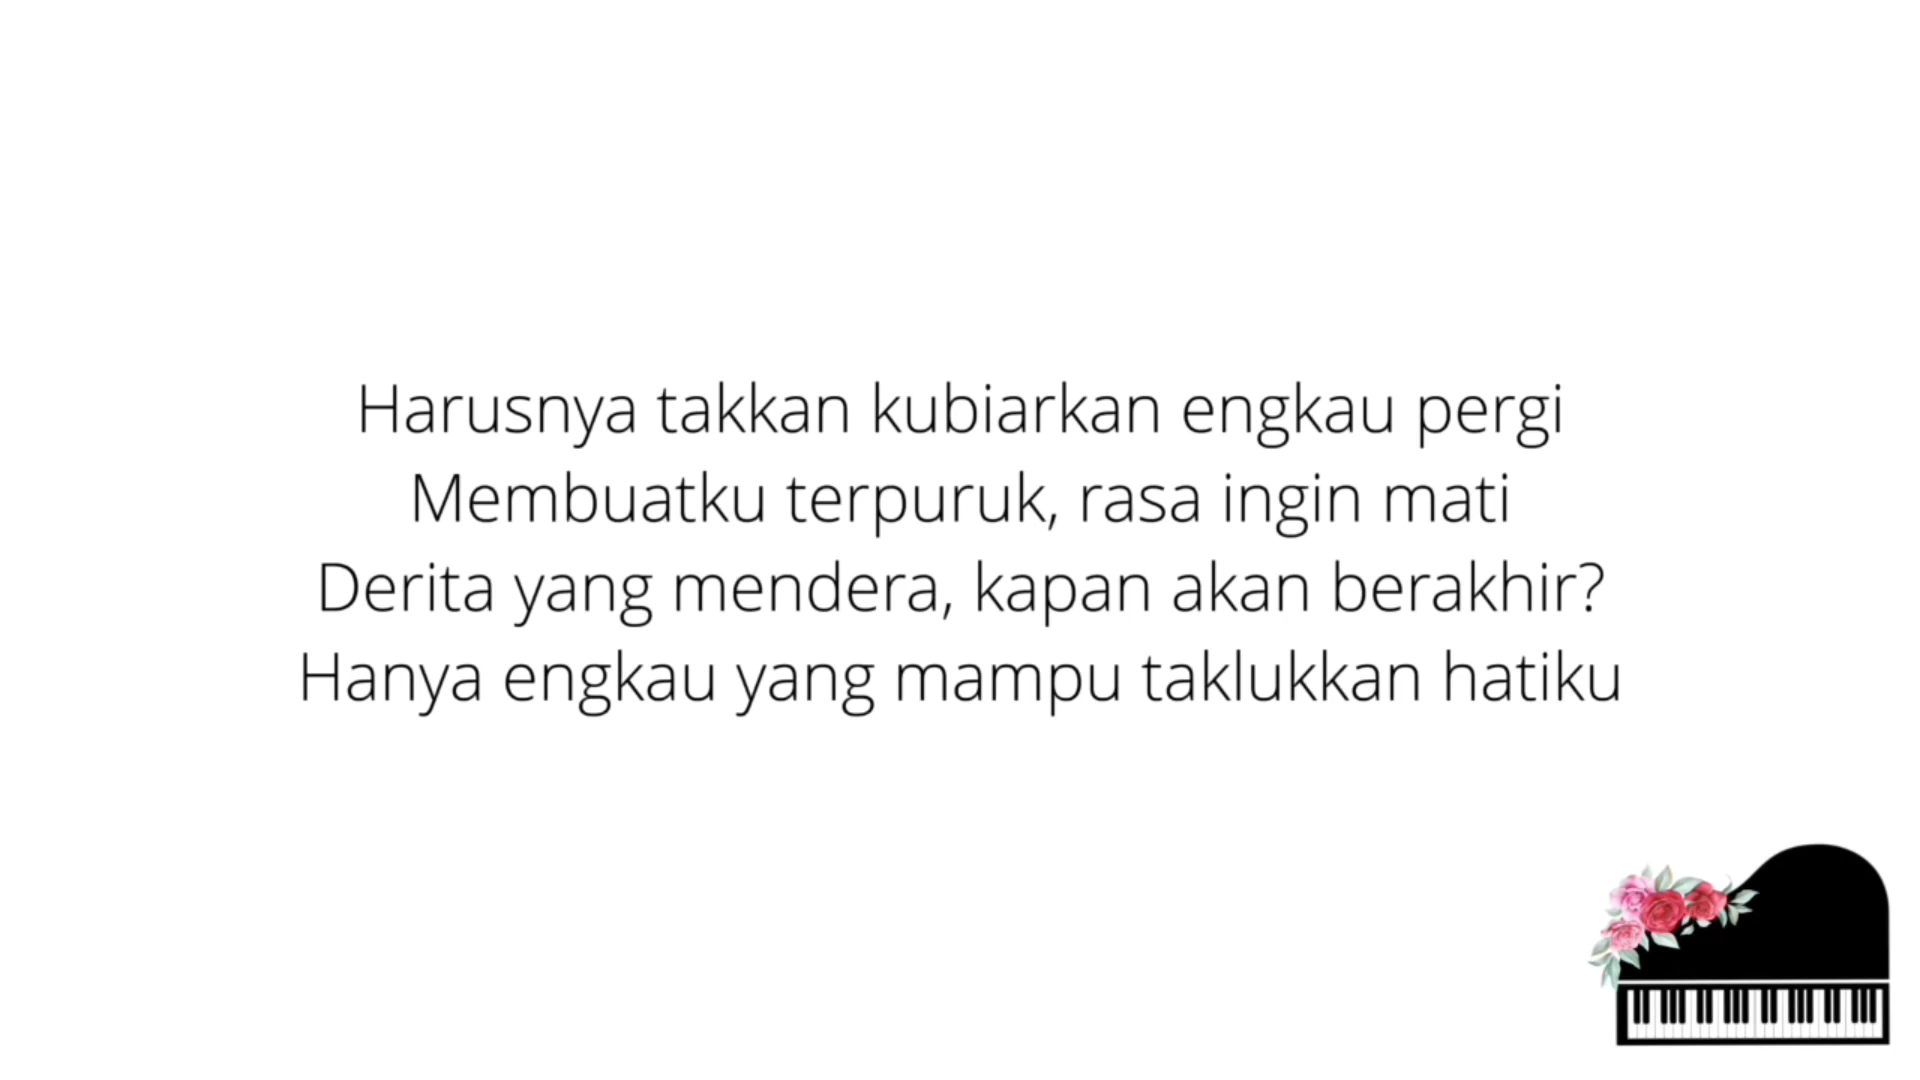 Harusnya takkan kubiarkan engkau pergi
Membuatku terpuruk, rasa ingin mati
Derita yang mendera, kapan akan berakhir?
Hanya engkau yang mampu taklukkan hatiku